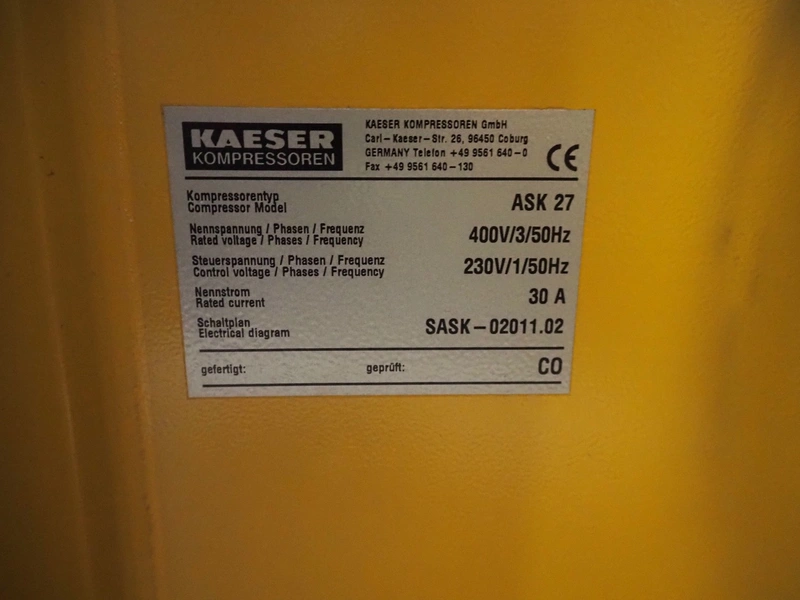 KAESER
KOMPRESSOREN
KAESER KOMPRESSOREN GmbH
Carl-Kaeser-Str. 26, 96450 Coburg
GERMANY Telefon +49 9561 640-0
Fax +49 9561 640-130
CE
Kompressorentyp
Compressor Model
ASK 27
Nennspannung / Phasen / Frequenz
Rated voltage / Phases / Frequency
400V/3/50Hz
Steuerspannung / Phasen / Frequenz
Control voltage / Phases / Frequency
230V/1/50Hz
Nennstrom
Rated current
30 A
Schaltplan
Electrical diagram
SASK-02011.02
gefertigt: geprüft: CO